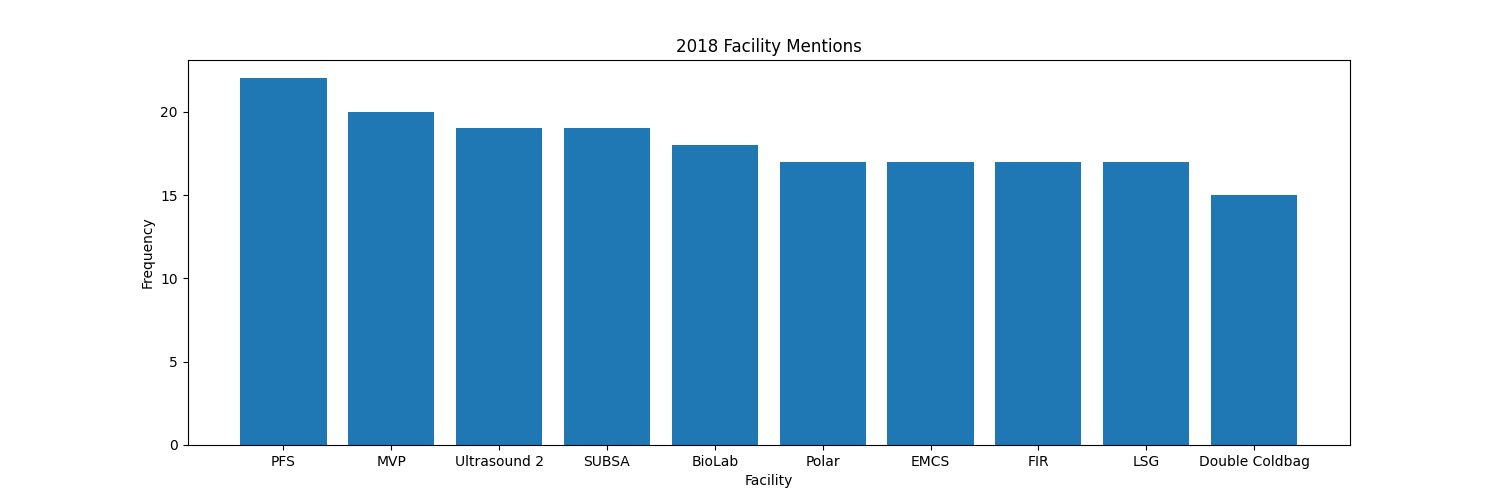 2018 Facility Mentions
Frequency
20
15
10
5
0
PFS MVP Ultrasound 2 SUBSA BioLab Polar EMCS FIR LSG Double Coldbag
Facility